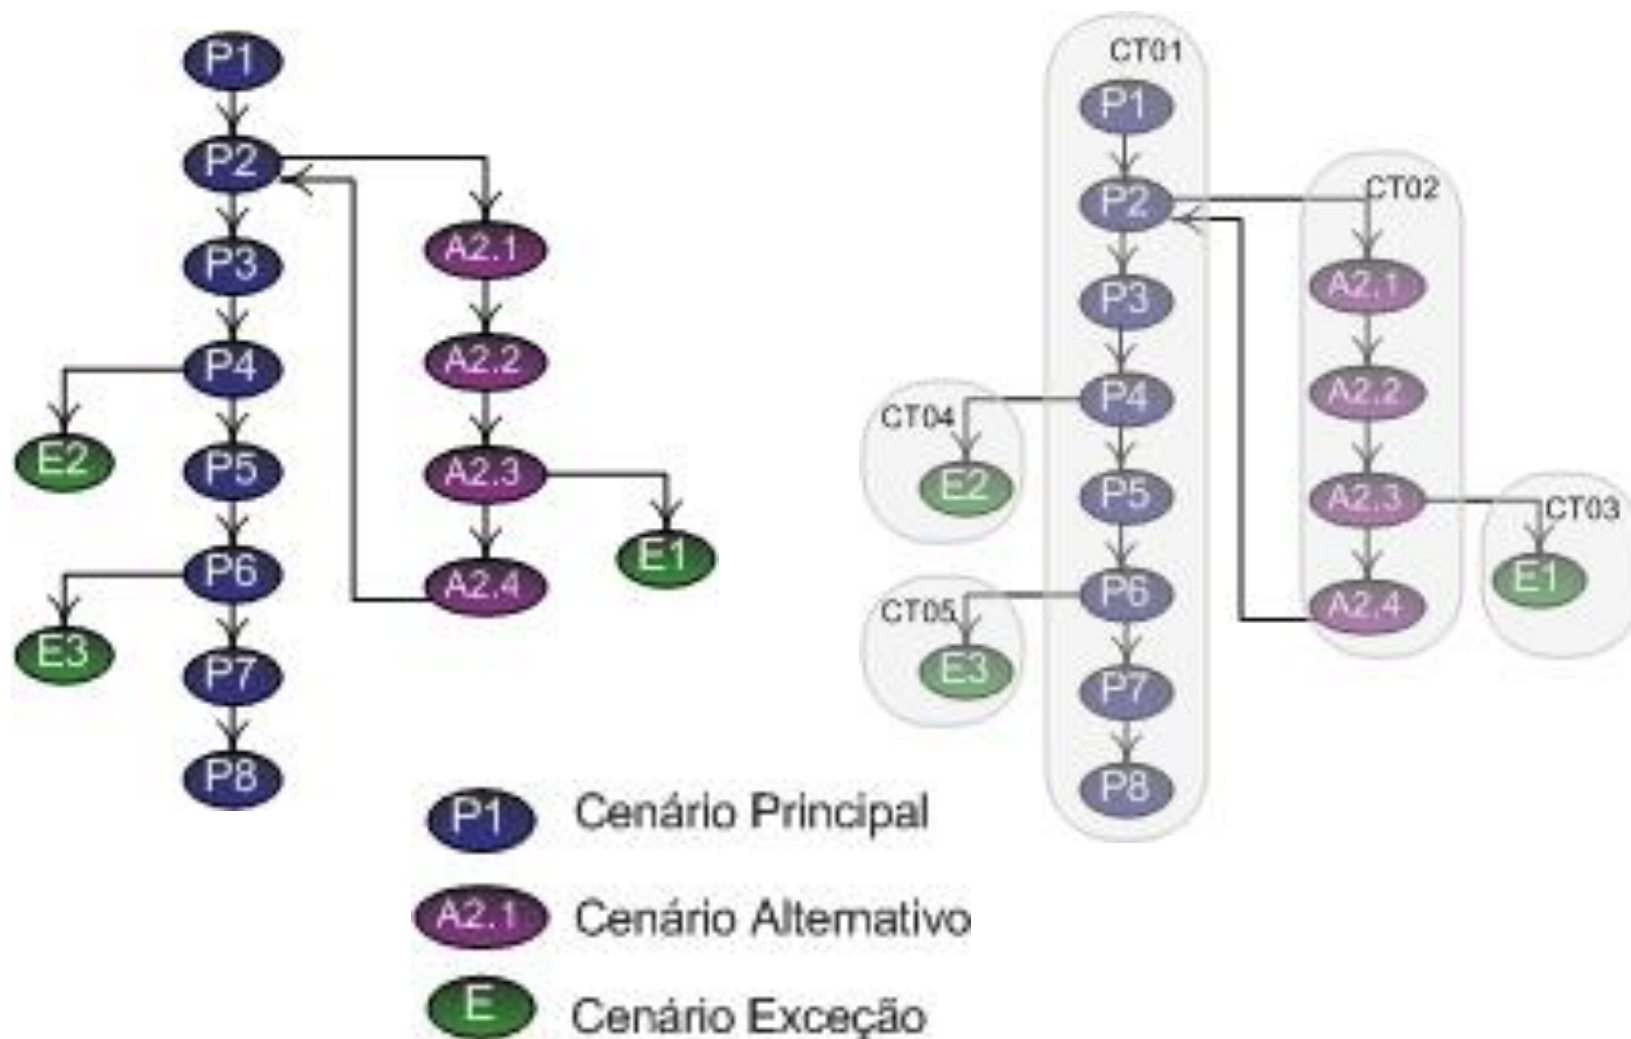 P1
P2
P3
P4
P5
P6
P7
P8
A2.1
A2.2
A2.3
A2.4
E1
E2
E3
CT01
P1
P2
P3
P4
P5
P6
P7
P8
CT02
A2.1
A2.2
A2.3
A2.4
CT03
E1
CT04
E2
CT05
E3
P1 Cenário Principal
A2.1 Cenário Alternativo
E Cenário Exceção